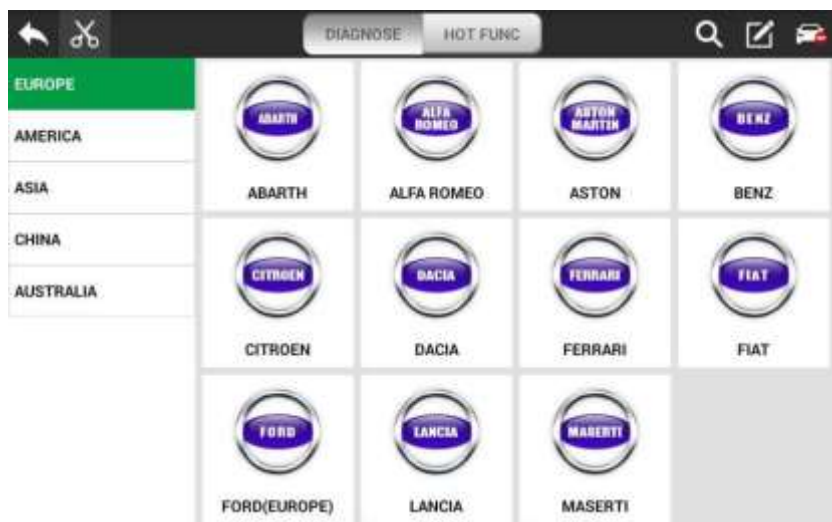 DIAGNOSE HOT FUNC
EUROPE
AMERICA
ASIA
CHINA
AUSTRALIA
ABARTH
ALFA
ROMEO
ASTON
MARTIN
BENZ
ABARTH ALFA ROMEO ASTON BENZ
CITROEN DACIA FERRARI FIAT
CITROEN DACIA FERRARI FIAT
FORD LANCIA MASERTI
FORD(EUROPE) LANCIA MASERTI